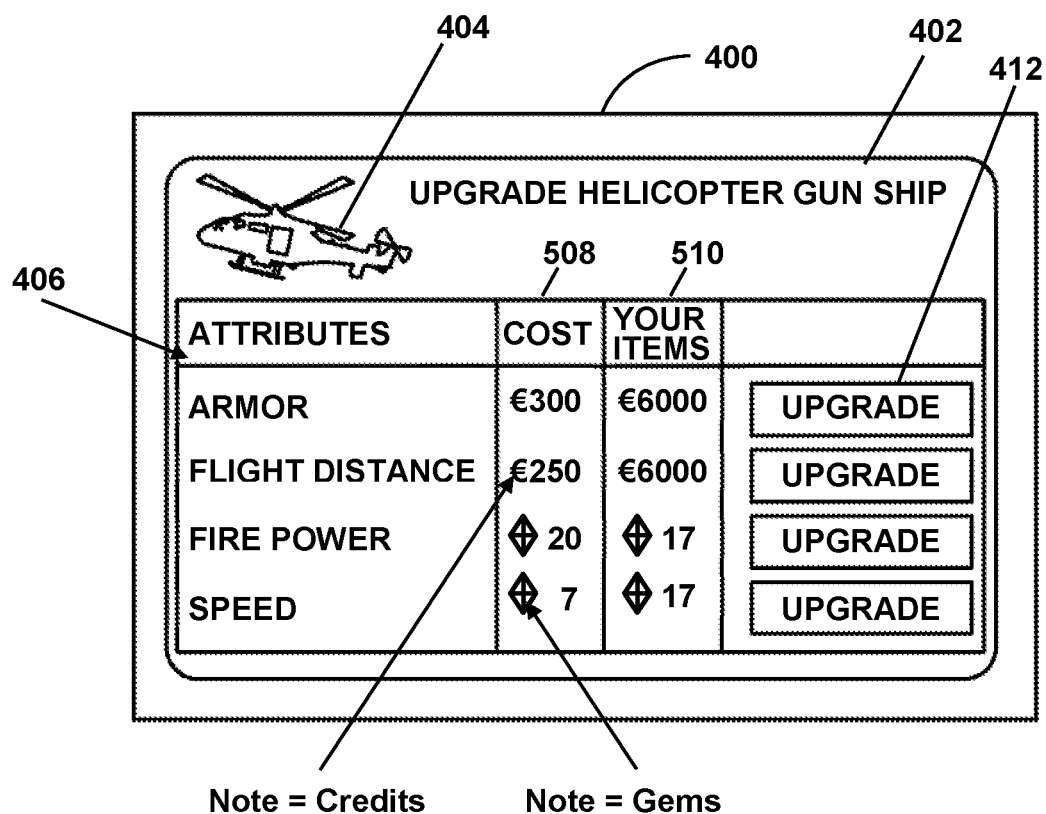 404
402
400
412
UPGRADE HELICOPTER GUN SHIP
508 510
406
ATTRIBUTES COST YOUR ITEMS
ARMOR €300 €6000 UPGRADE
FLIGHT DISTANCE €250 €6000 UPGRADE
FIRE POWER 20 17 UPGRADE
SPEED 7 17 UPGRADE
Note = Credits Note = Gems